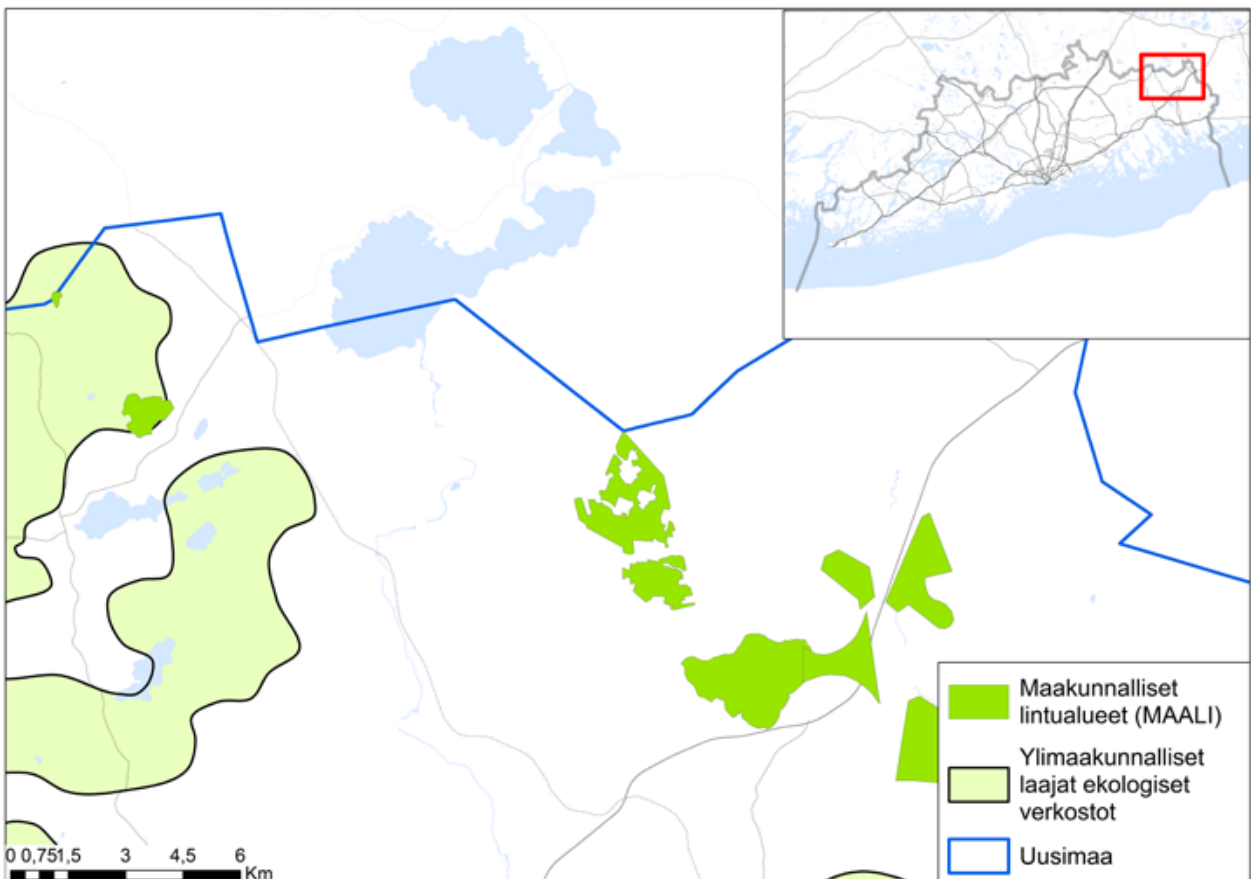 Maakunnalliset
lintualueet (MAALI)
Ylimaakunnalliset
laajat ekologiset
verkostot
Uusimaa
0 0,751,5 3 4,5 6
Km